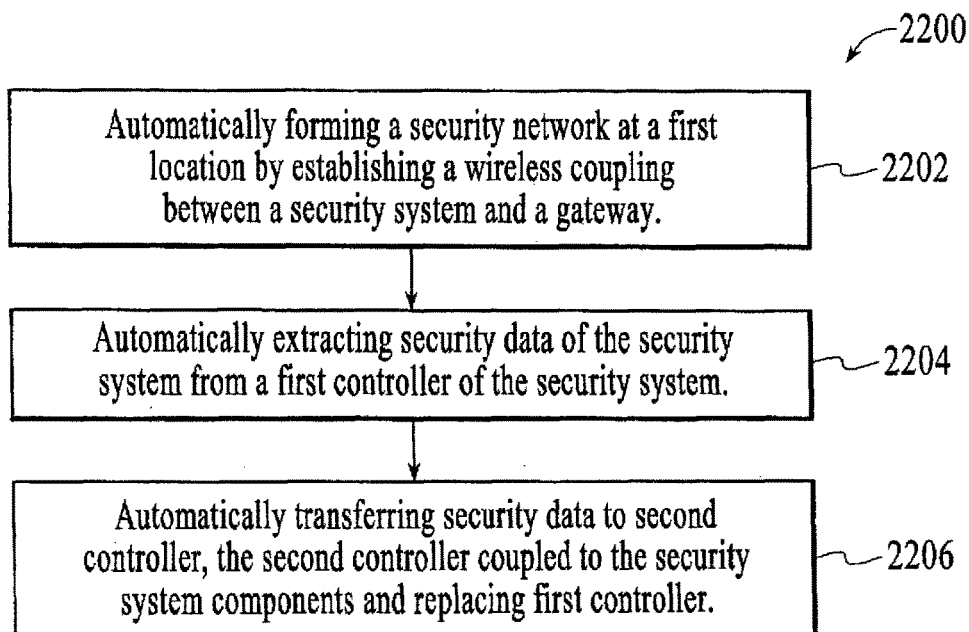 2200
Automatically forming a security network at a first
location by establishing a wireless coupling
between a security system and a gateway.
2202
Automatically extracting security data of the security
system from a first controller of the security system.
2204
Automatically transferring security data to second
controller, the second controller coupled to the security
system components and replacing first controller.
2206